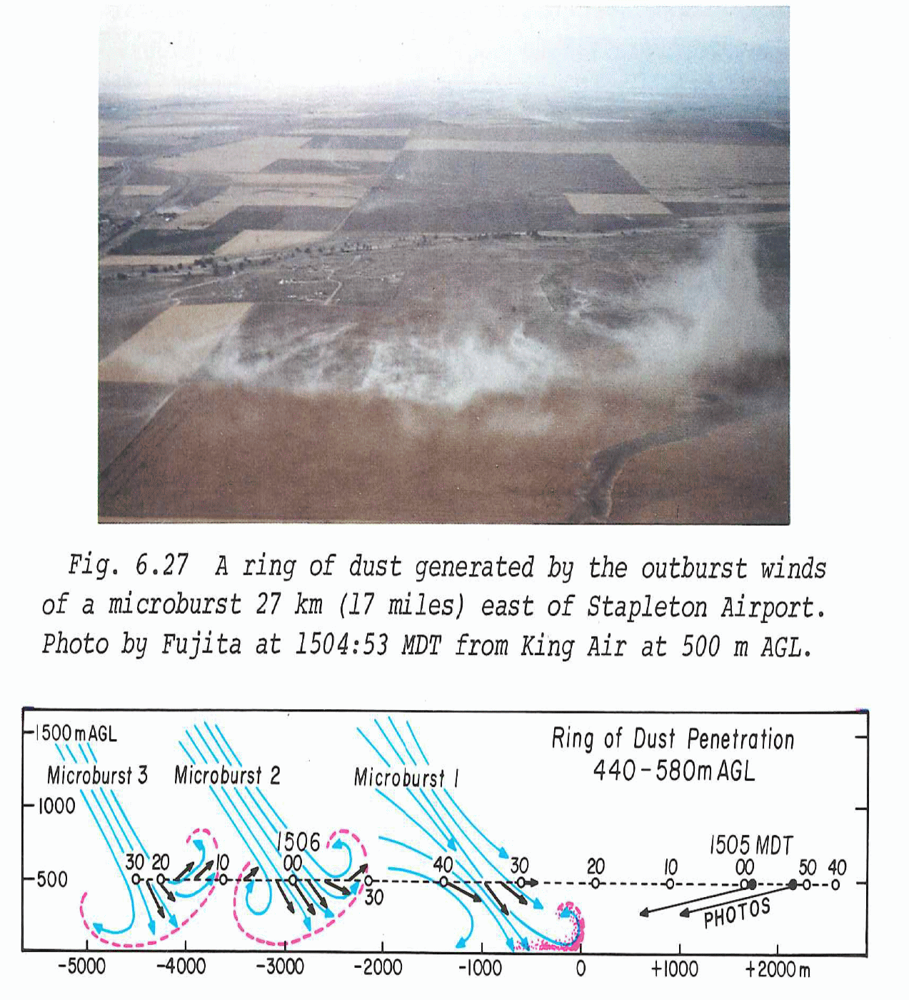 Fig. 6.27 A ring of dust generated by the outburst winds
of a microburst 27 km (17 miles) east of Stapleton Airport.
Photo by Fujita at 1504:53 MDT from King Air at 500 m AGL.
1500 m AGL
Ring of Dust Penetration
440-580m AGL
Microburst 3 Microburst 2 Microburst 1
1000
1506
1505 MDT
30 20 10 00 40 30 20 10 00 50 40
500
30
PHOTOS
-5000 -4000 -3000 -2000 -1000 0 +1000 +2000 m